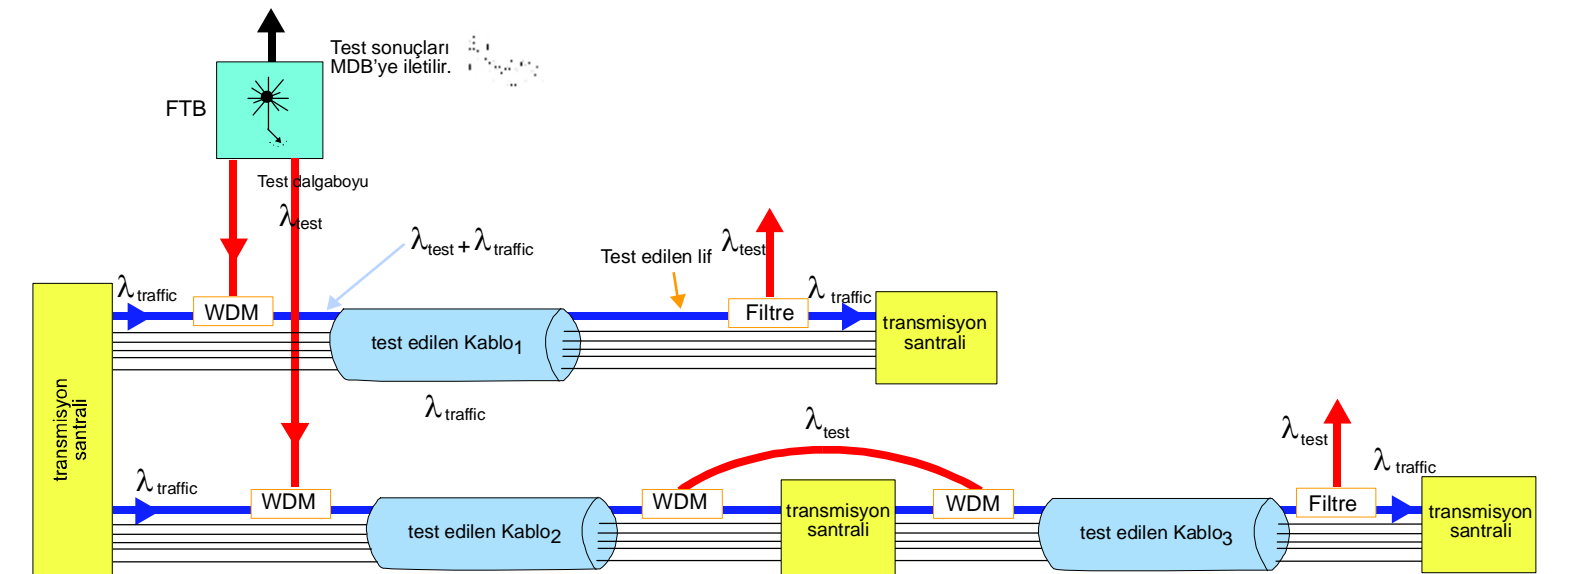 Test sonuçları
MDB'ye iletilir.
FTB
Test dalgaboyu
λtest
λtest + λtraffic
Test edilen lif
λtest
λtraffic
WDM
Filtre
λtraffic
test edilen Kablo1
transmisyon
santrali
λtraffic
transmisyon
santrali
λtest
λtest
λtraffic
λtraffic
WDM
WDM
WDM
Filtre
test edilen Kablo2
transmisyon
santrali
test edilen Kablo3
transmisyon
santrali